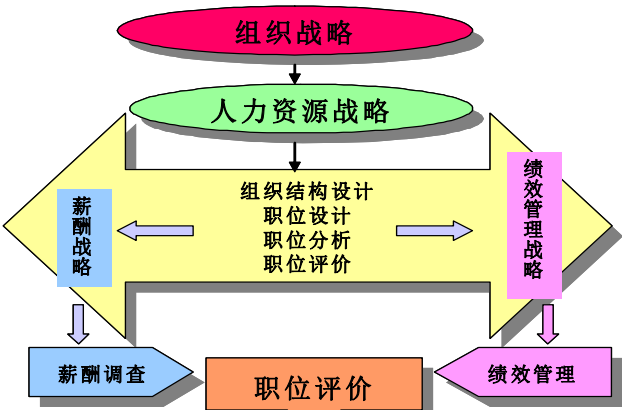 组织战略
人力资源战略
组织结构设计
职位设计
职位分析
职位评价
薪酬战略
绩效管理战略
薪酬调查
职位评价
绩效管理